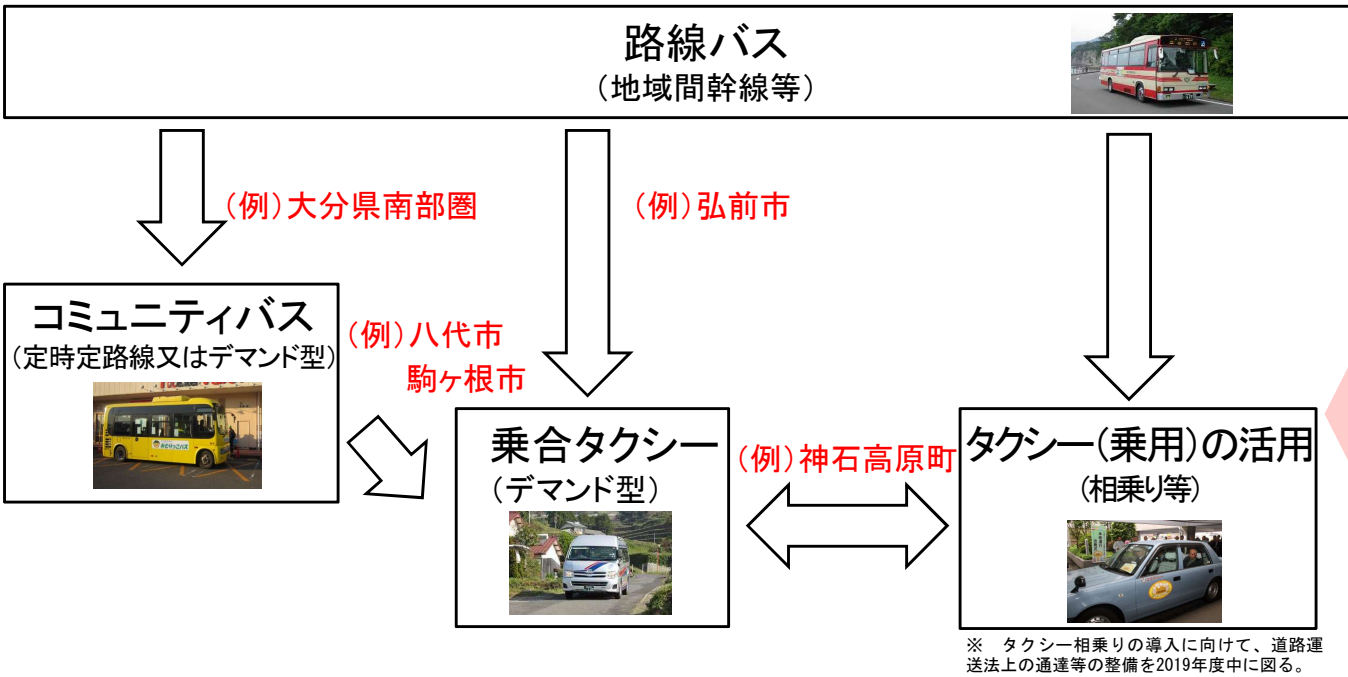 路線バス
（地域間幹線等）
（例）大分県南部圏
（例）弘前市
コミュニティバス
（定時定路線又はデマンド型）
（例）八代市
駒ヶ根市
乗合タクシー
（デマンド型）
（例）神石高原町
タクシー（乗用）の活用
（相乗り等）
※　タクシー相乗りの導入に向けて、道路運
送法上の通達等の整備を2019年度中に図る。